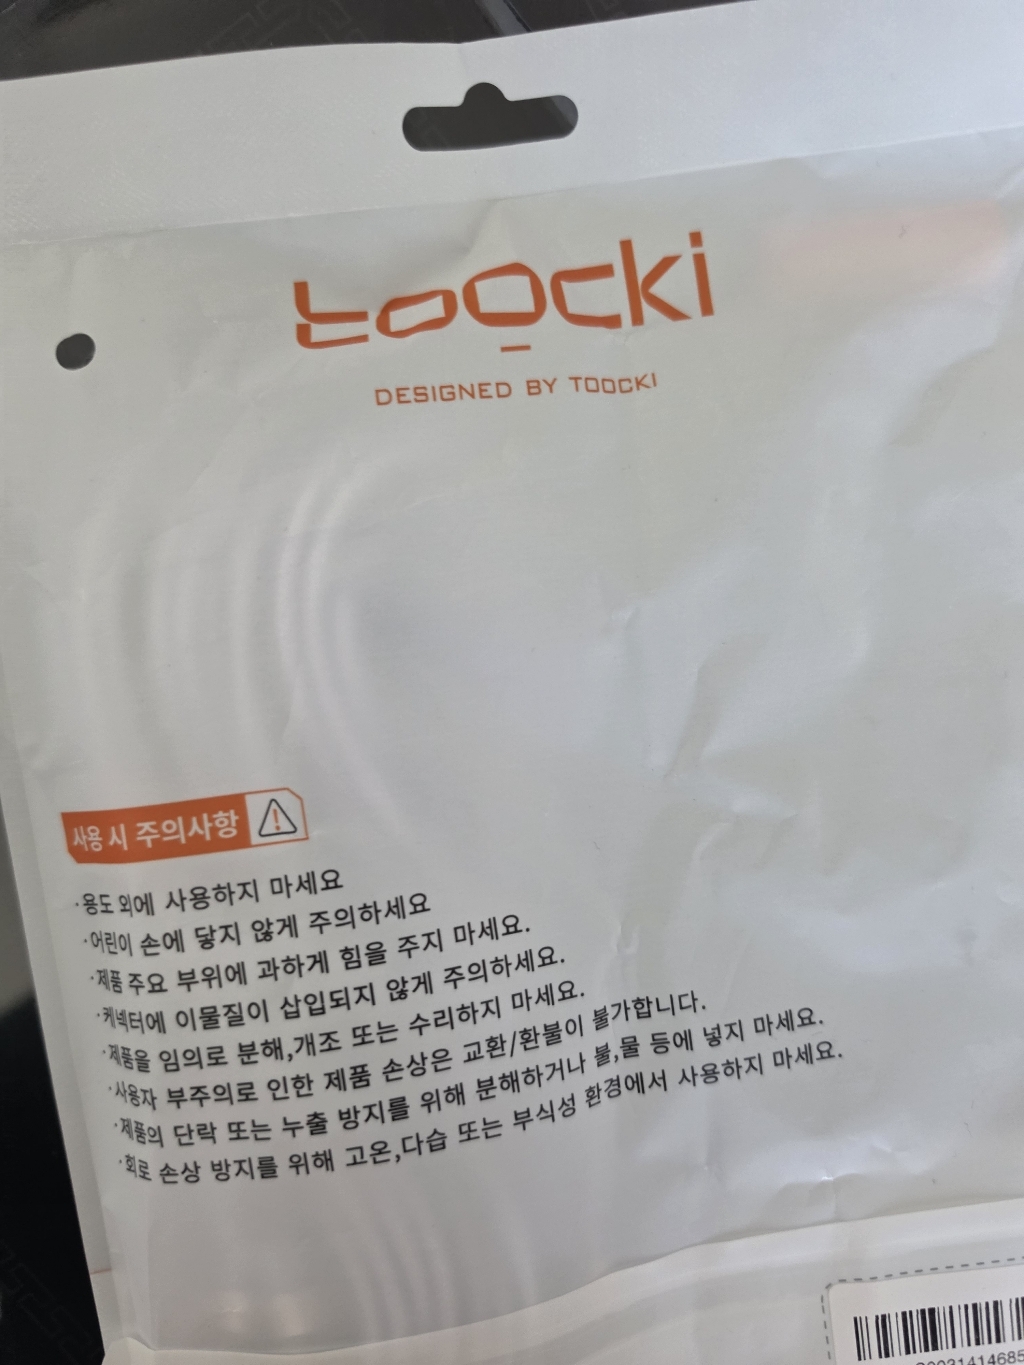 toocki
DESIGNED BY TOOCKI
사용 시 주의사항
·용도 외에 사용하지 마세요
·어린이 손에 닿지 않게 주의하세요
·제품 주요 부위에 과하게 힘을 주지 마세요.
·케넥터에 이물질이 삽입되지 않게 주의하세요.
·제품을 임의로 분해,개조 또는 수리하지 마세요.
·사용자 부주의로 인한 제품 손상은 교환/환불이 불가합니다.
·제품의 단락 또는 누출 방지를 위해 분해하거나 불,물 등에 넣지 마세요.
·회로 손상 방지를 위해 고온,다습 또는 부식성 환경에서 사용하지 마세요.